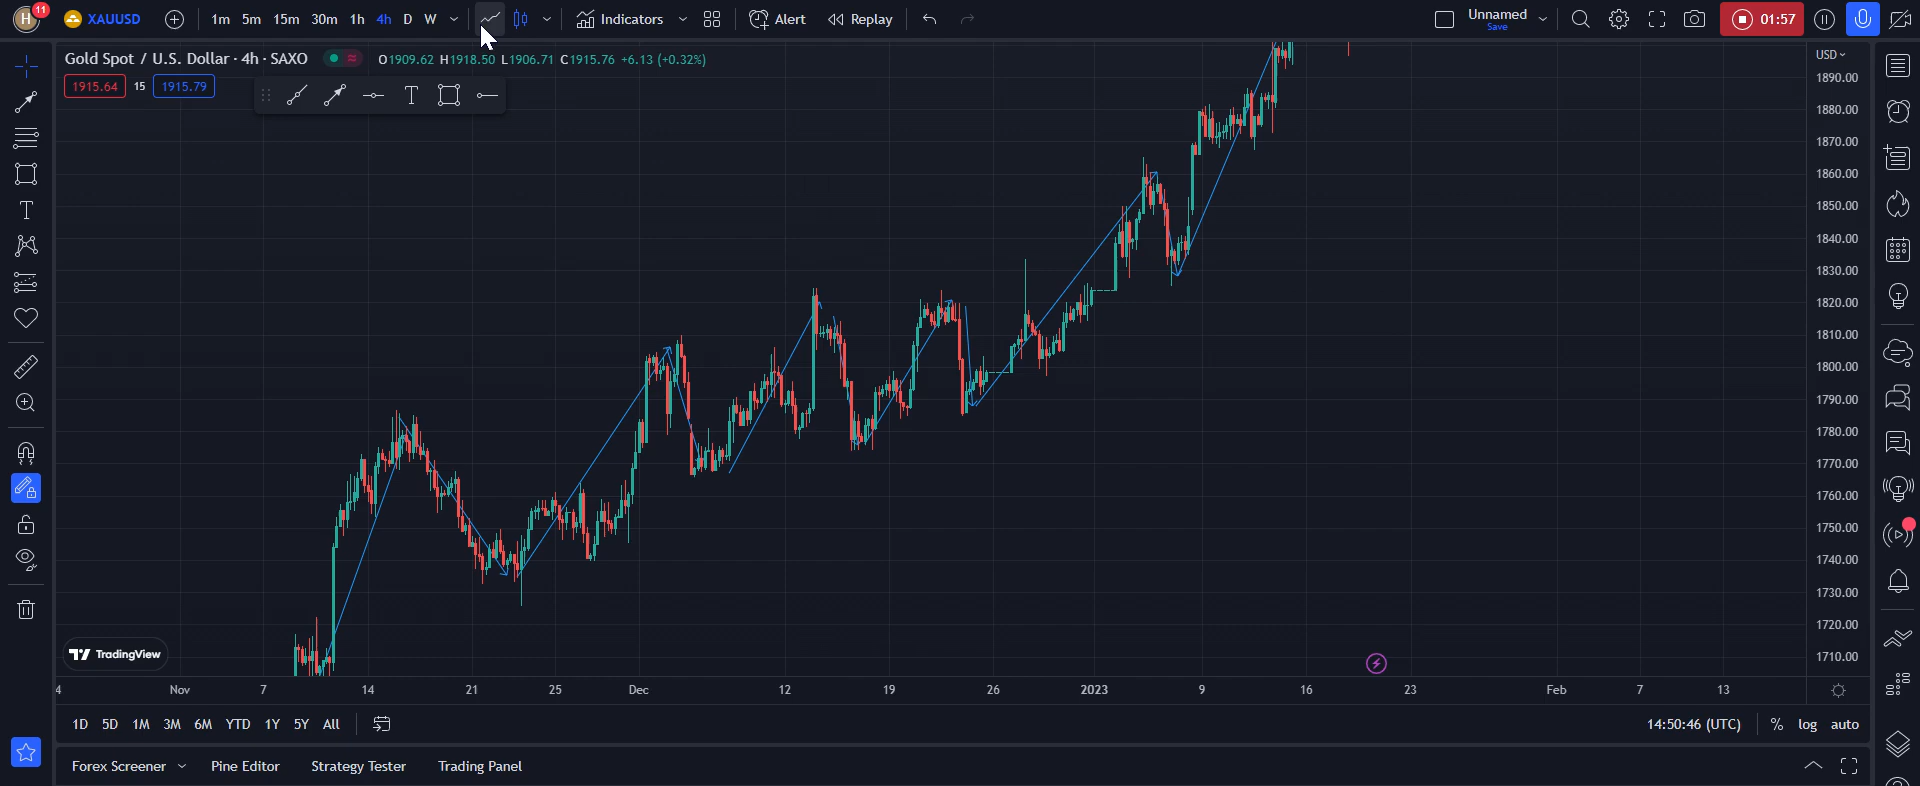 H 11 XAUUSD 1m 5m 15m 30m 1h 4h D W Indicators Alert Replay Unnamed Save 01:57
Gold Spot / U.S. Dollar · 4h · SAXO O1909.62 H1918.50 L1906.71 C1915.76 +6.13 (+0.32%) USD
1915.64 15 1915.79 T
1890.00
1880.00
1870.00
1860.00
1850.00
1840.00
1830.00
1820.00
1810.00
1800.00
1790.00
1780.00
1770.00
1760.00
1750.00
1740.00
1730.00
1720.00
1710.00
TradingView
4 Nov 7 14 21 25 Dec 12 19 26 2023 9 16 23 Feb 7 13
1D 5D 1M 3M 6M YTD 1Y 5Y All 14:50:46 (UTC) % log auto
Forex Screener Pine Editor Strategy Tester Trading Panel